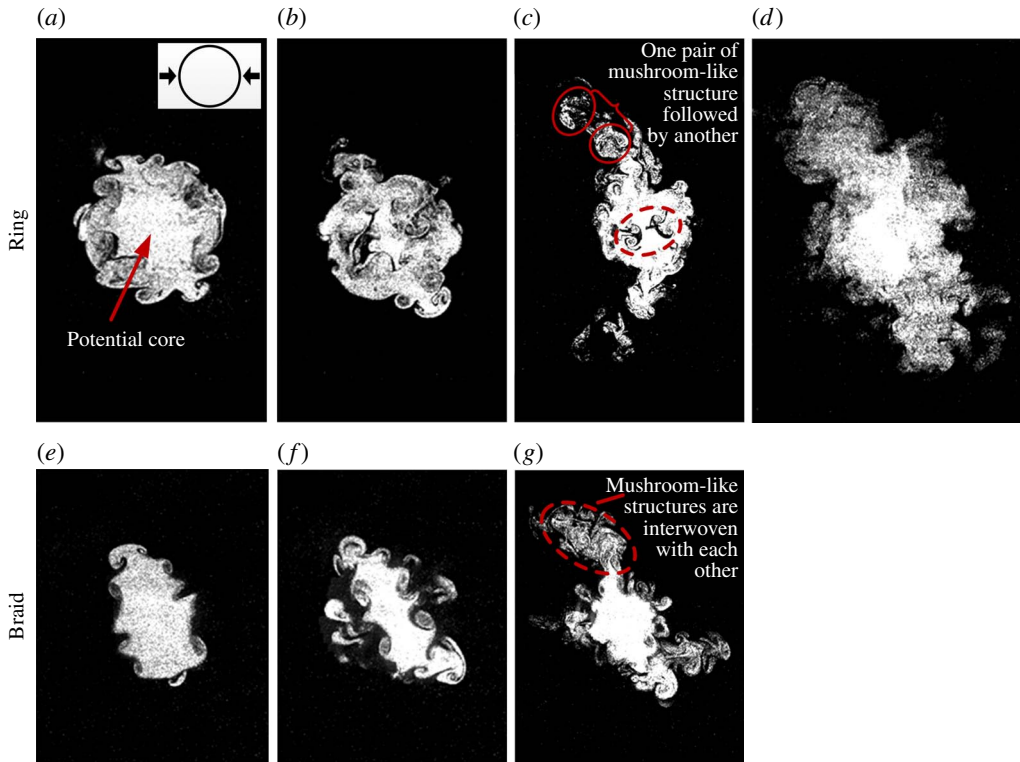 (a)
(b)
(c)
(d)
Ring
Potential core
One pair of
mushroom-like
structure
followed
by another
(e)
(f)
(g)
Braid
Mushroom-like
structures are
interwoven
with each
other